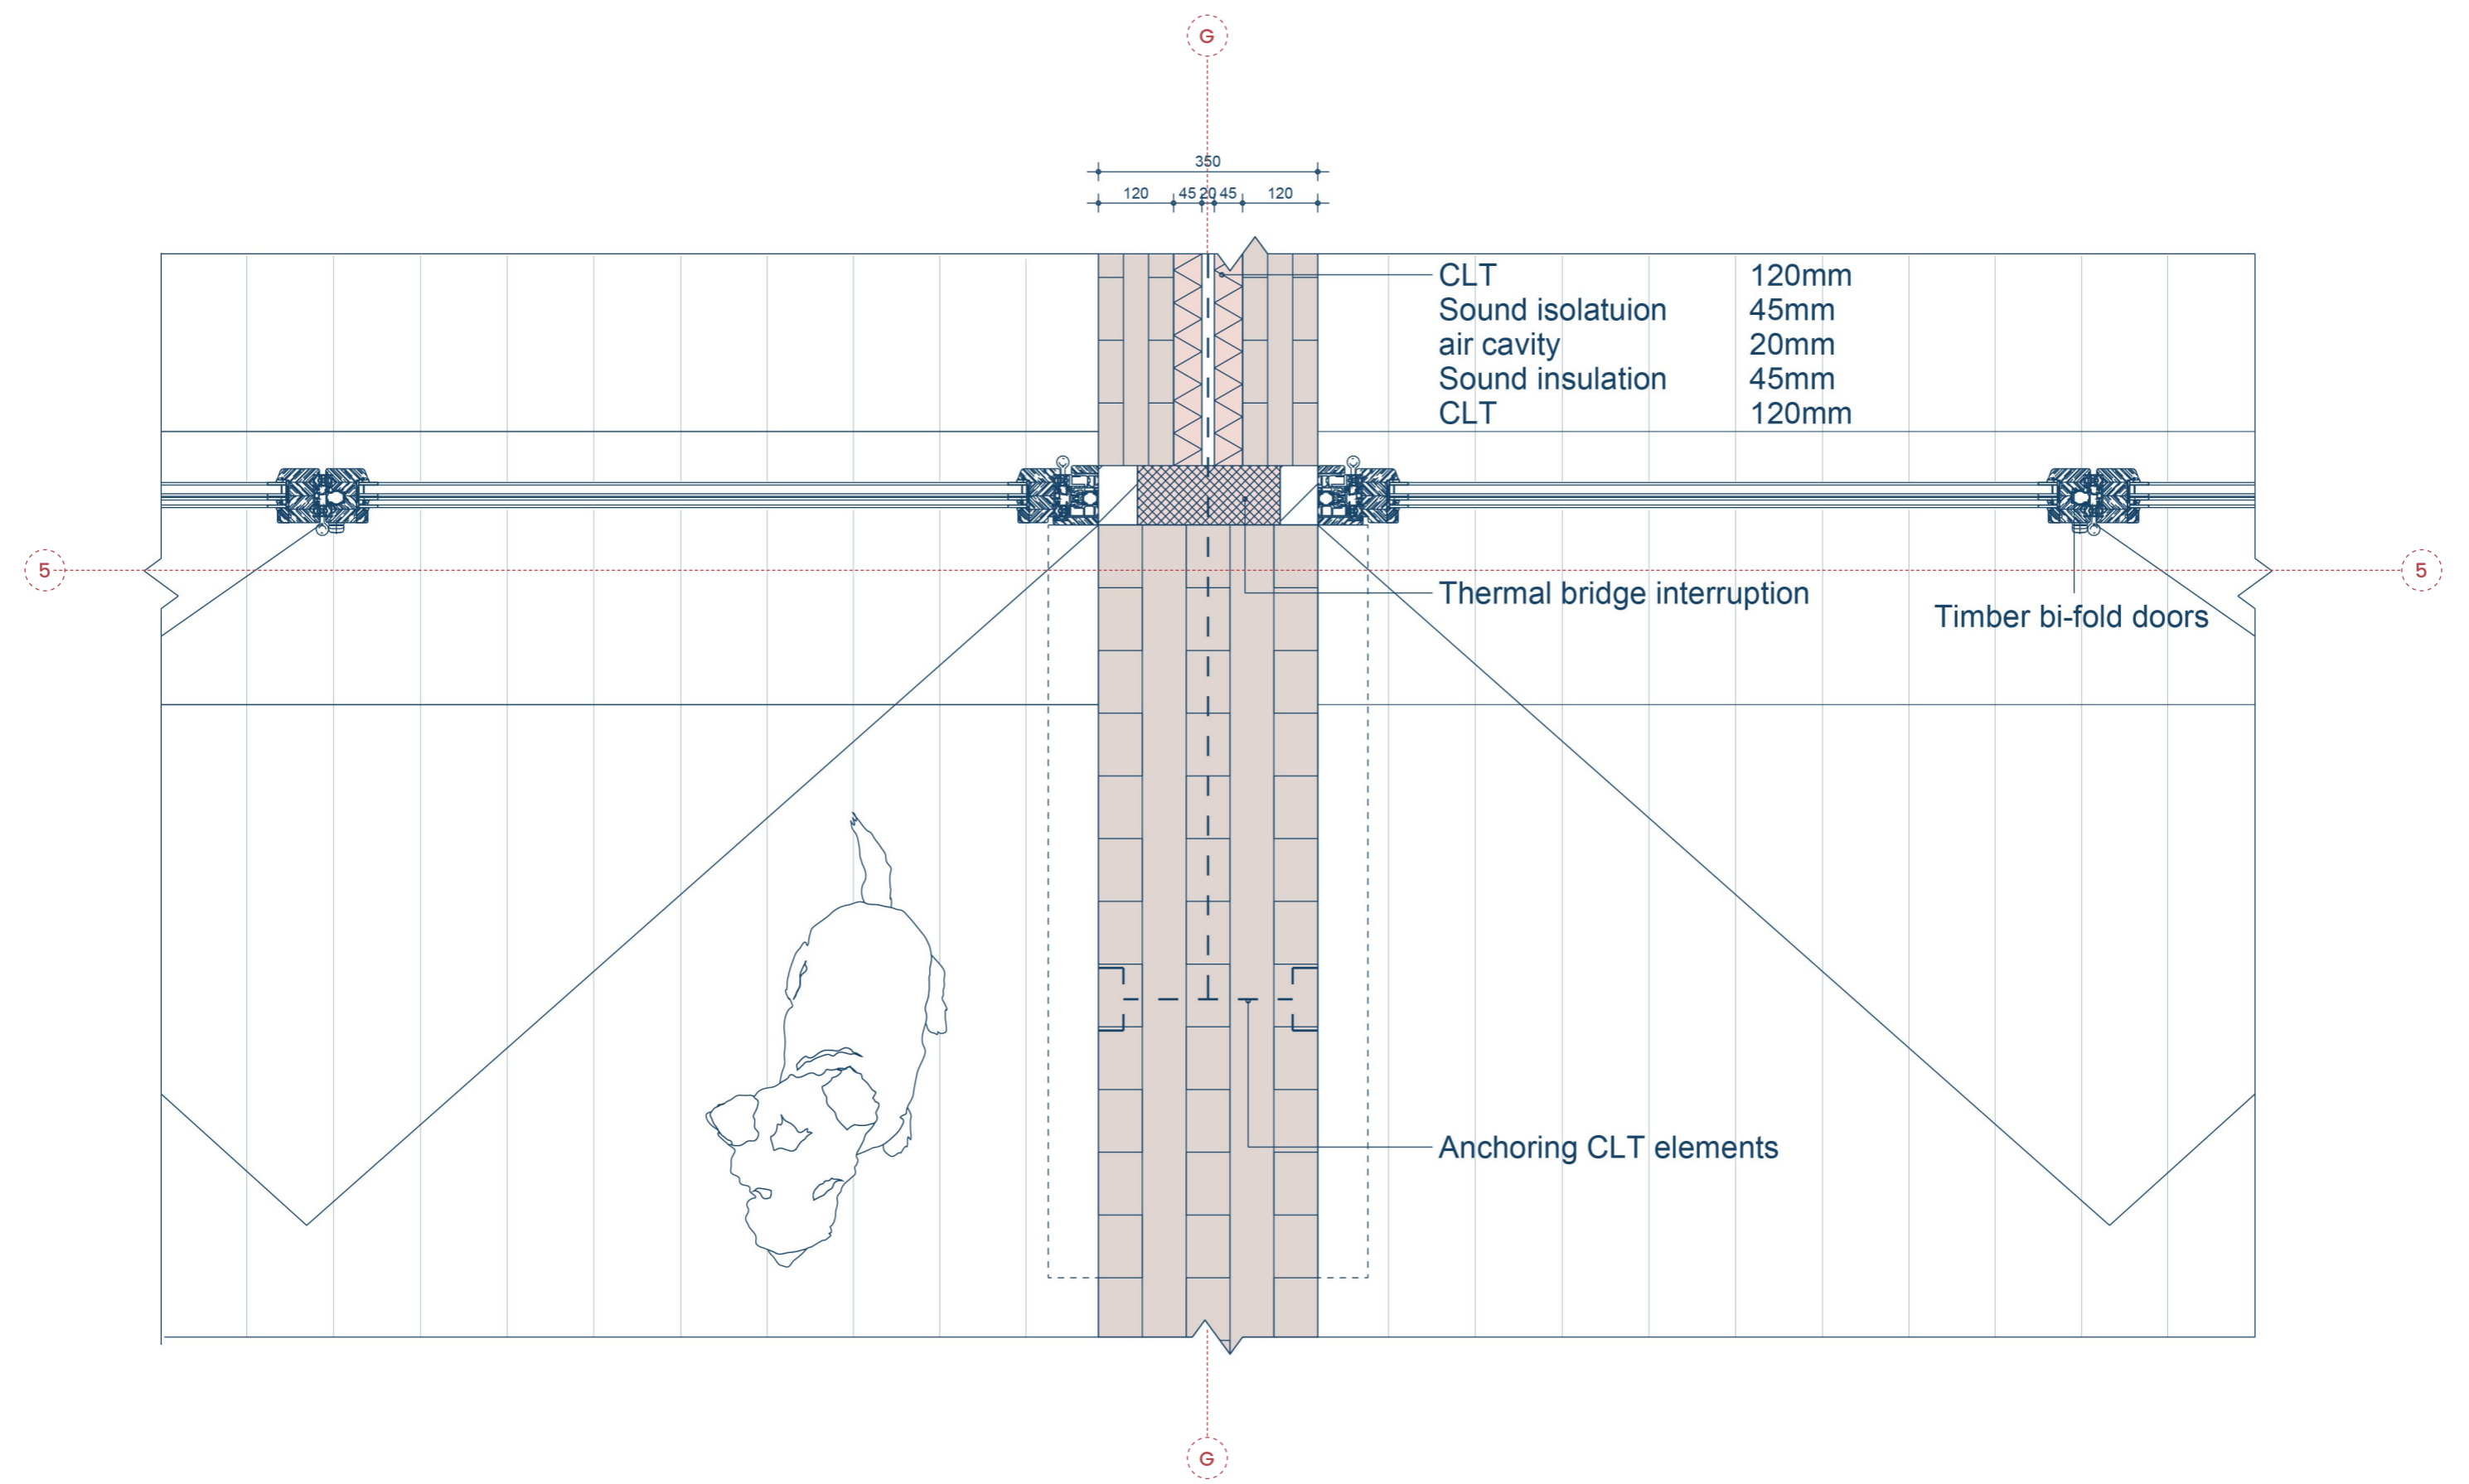 G
350
120 45 20 45 120
CLT 120mm
Sound isolatuion 45mm
air cavity 20mm
Sound insulation 45mm
CLT 120mm
5
5
Thermal bridge interruption
Timber bi-fold doors
Anchoring CLT elements
G